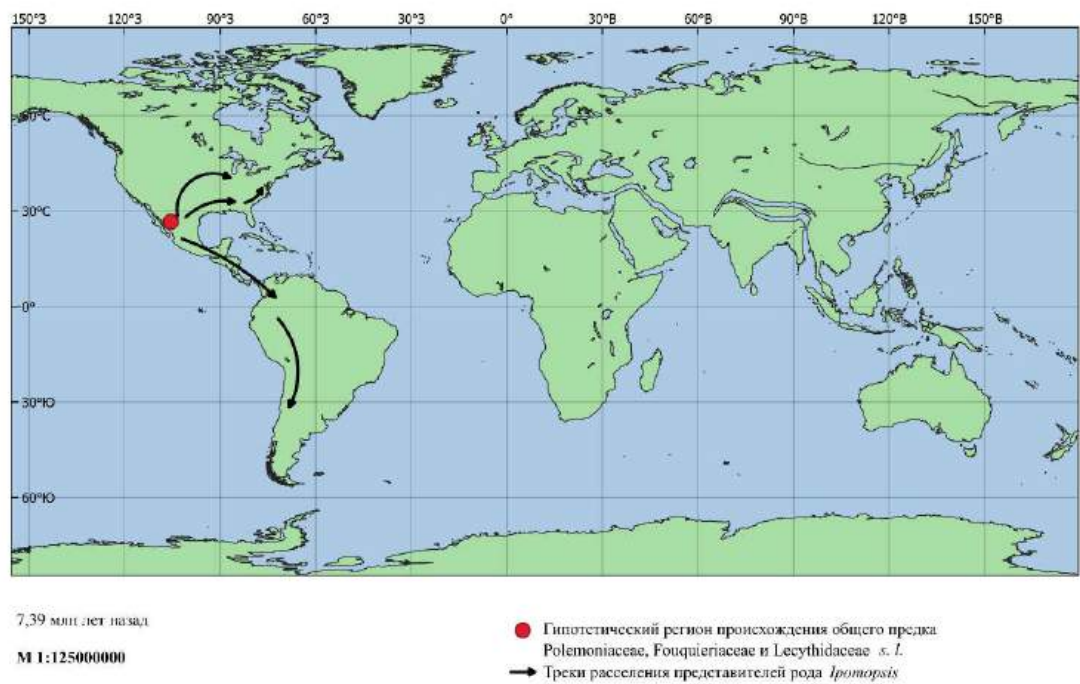 150°З 120°З 90°З 60°З 30°З 0° 30°В 60°В 90°В 120°В 150°В
60°С
30°С
0°
30°Ю
60°Ю
7,39 млн лет назад
М 1:125000000
Гипотетический регион происхождения общего предка
Polemoniaceae, Fouquieriaceae и Lecythidaceae s. l.
Треки расселения представителей рода Ipomopsis